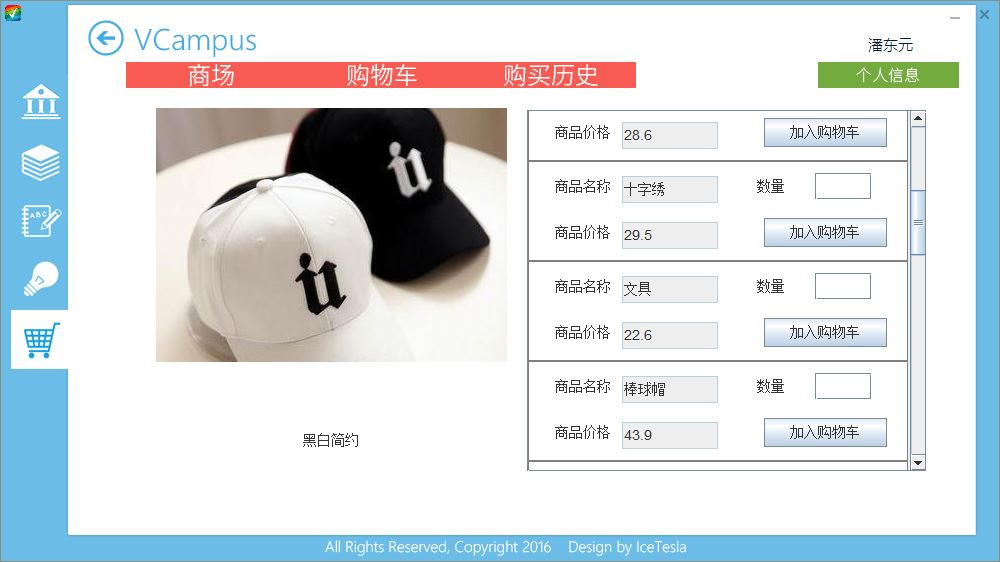 VCampus
潘东元
商场 购物车 购买历史
个人信息
商品价格 28.6 加入购物车
商品名称 十字绣 数量
商品价格 29.5 加入购物车
商品名称 文具 数量
商品价格 22.6 加入购物车
商品名称 棒球帽 数量
商品价格 43.9 加入购物车
ABC
iu
iu
黑白简约
All Rights Reserved, Copyright 2016 Design by IceTesla